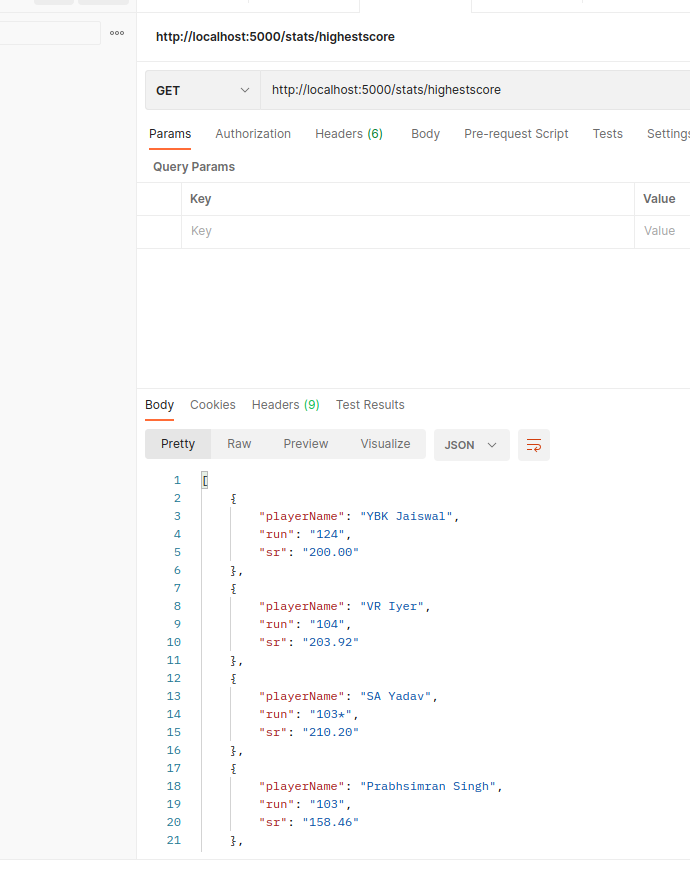 http://localhost:5000/stats/highestscore
GET http://localhost:5000/stats/highestscore
Params Authorization Headers (6) Body Pre-request Script Tests Settings
Query Params
Key Value
Key Value
Body Cookies Headers (9) Test Results
Pretty Raw Preview Visualize JSON
1 [
2 {
3 "playerName": "YBK Jaiswal",
4 "run": "124",
5 "sr": "200.00"
6 },
7 {
8 "playerName": "VR Iyer",
9 "run": "104",
10 "sr": "203.92"
11 },
12 {
13 "playerName": "SA Yadav",
14 "run": "103*",
15 "sr": "210.20"
16 },
17 {
18 "playerName": "Prabhsimran Singh",
19 "run": "103",
20 "sr": "158.46"
21 },